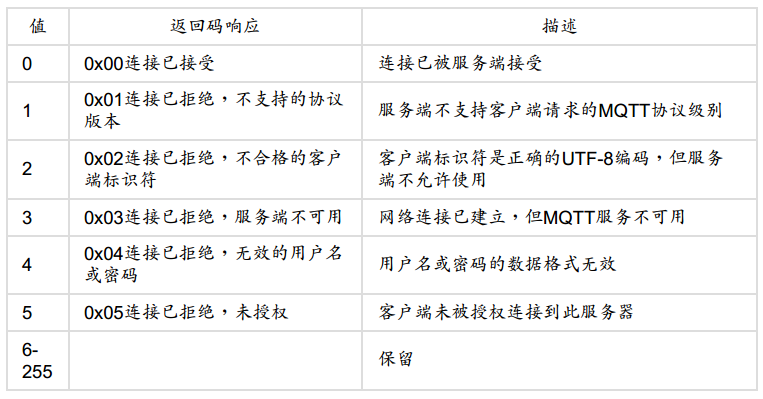 值 返回码响应 描述
0 0x00连接已接受 连接已被服务端接受
1 0x01连接已拒绝，不支持的协议
版本 服务端不支持客户端请求的MQTT协议级别
2 0x02连接已拒绝，不合格的客户
端标识符 客户端标识符是正确的UTF-8编码，但服务
端不允许使用
3 0x03连接已拒绝，服务端不可用 网络连接已建立，但MQTT服务不可用
4 0x04连接已拒绝，无效的用户名
或密码 用户名或密码的数据格式无效
5 0x05连接已拒绝，未授权 客户端未被授权连接到此服务器
6-
255 保留